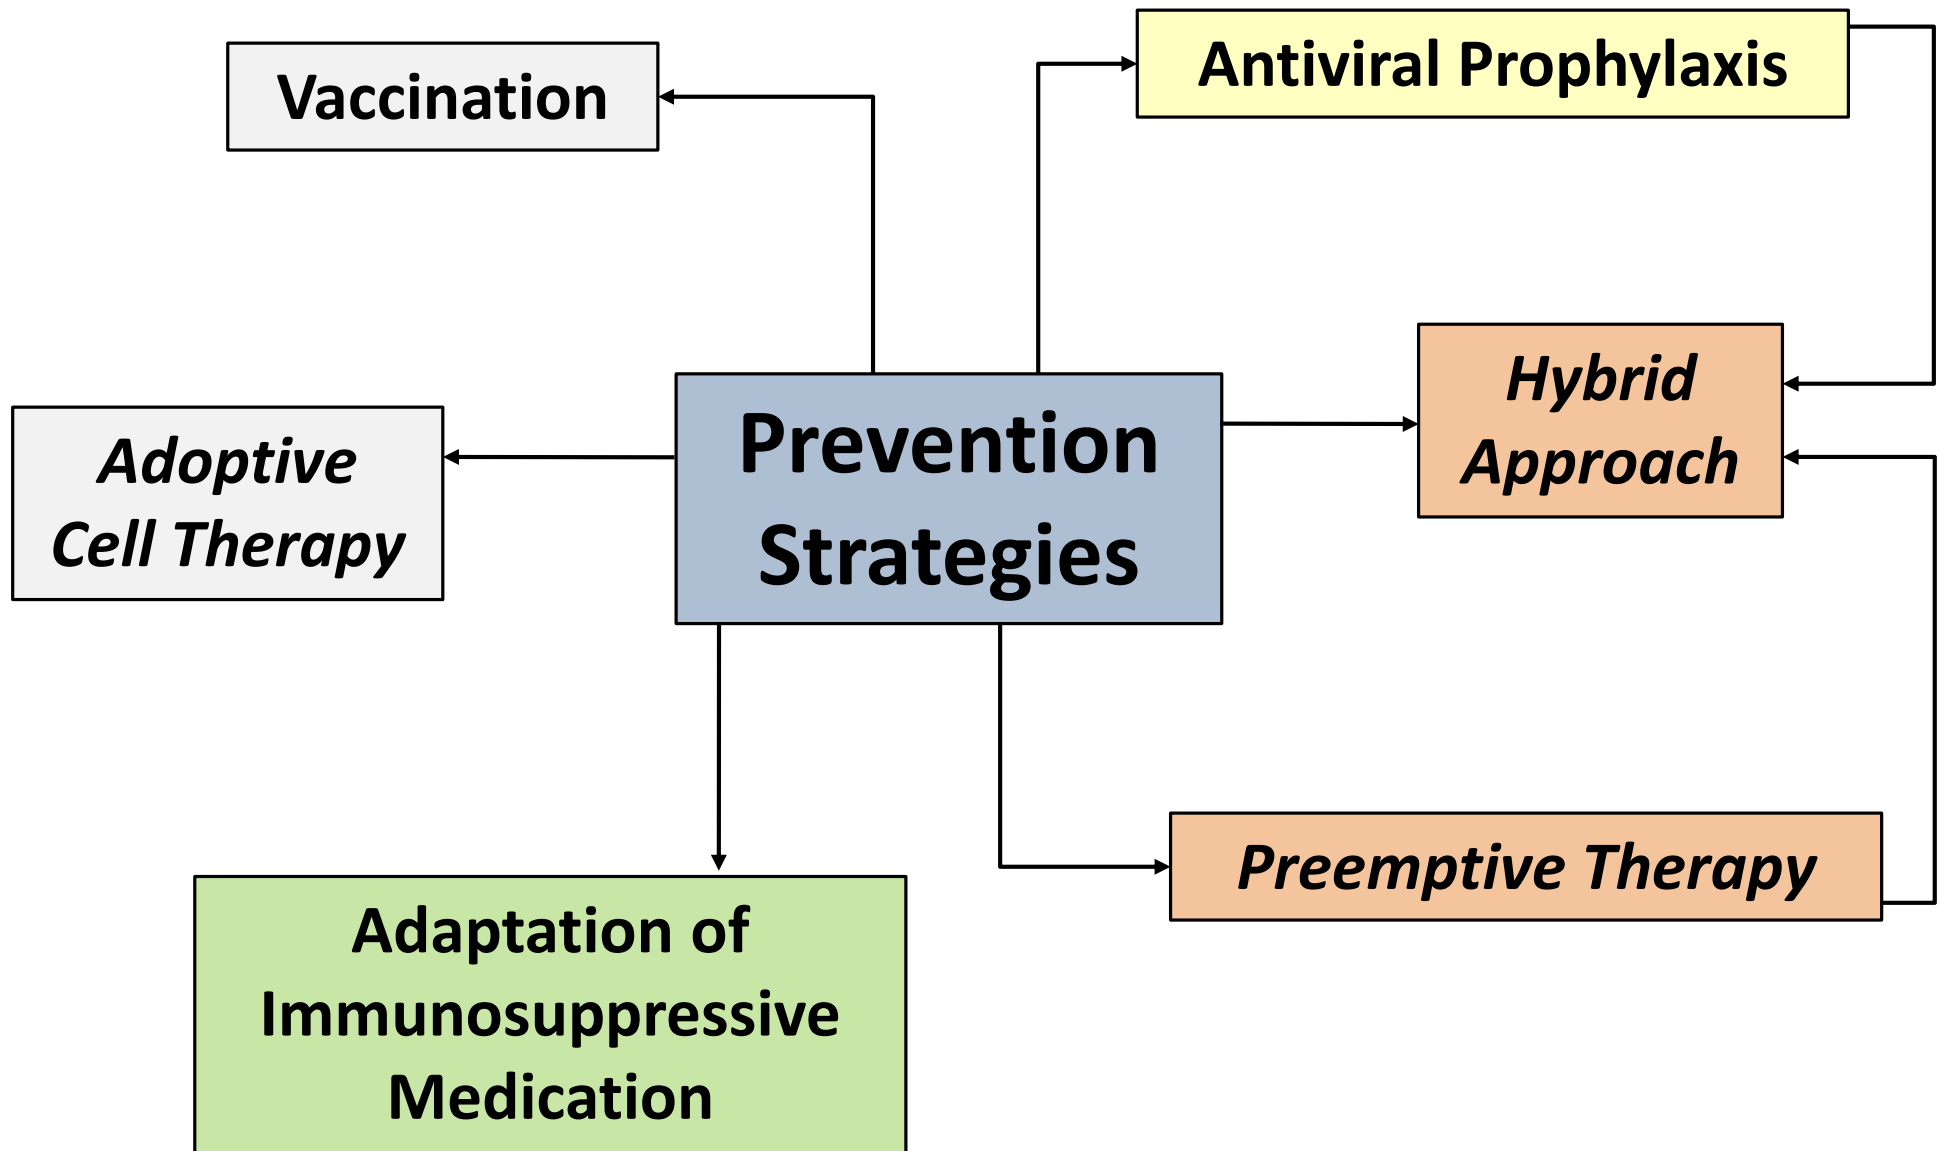 Vaccination
Antiviral Prophylaxis
Hybrid
Approach
Prevention
Strategies
Adoptive
Cell Therapy
Preemptive Therapy
Adaptation of
Immunosuppressive
Medication